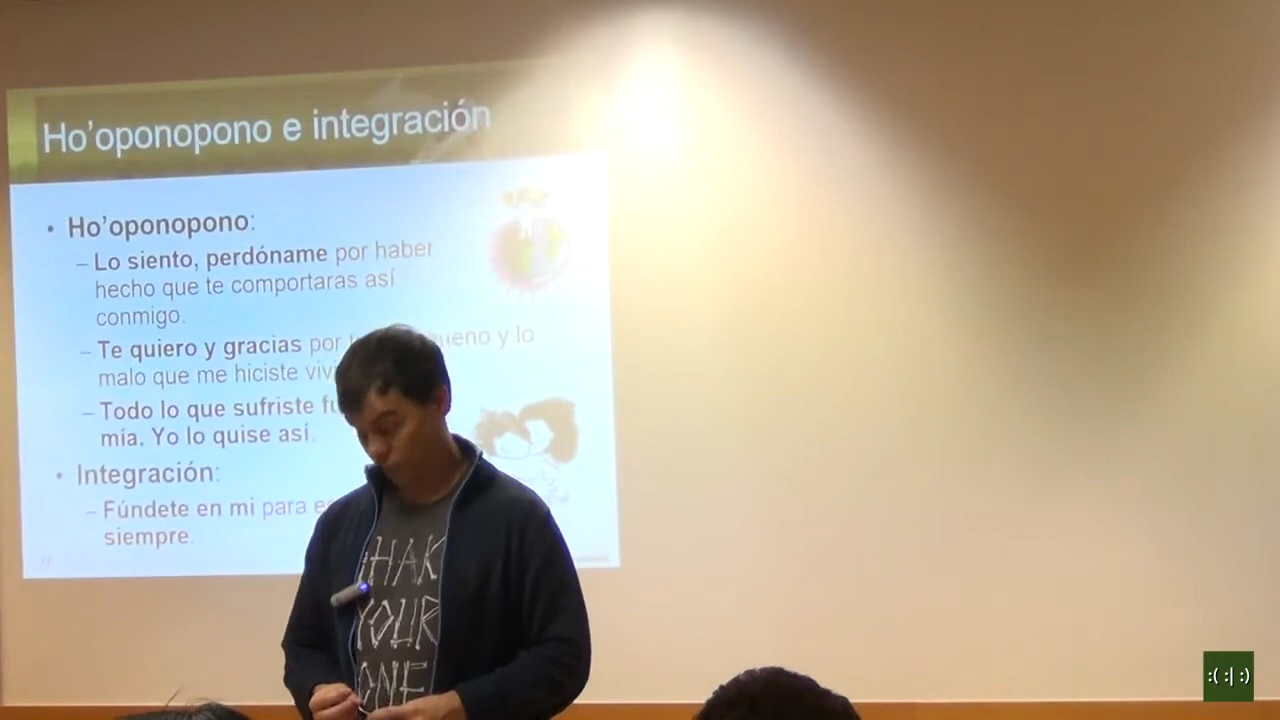 Ho'oponopono e integración
• Ho'oponopono:
– Lo siento, perdóname por haber
hecho que te comportaras así
conmigo.
– Te quiero y gracias por y lo
malo que me hiciste
– Todo lo que sufriste
mía. Yo lo quise así.
• Integración:
– Fúndete en mi para
siempre.
YOUR
:( :| :)